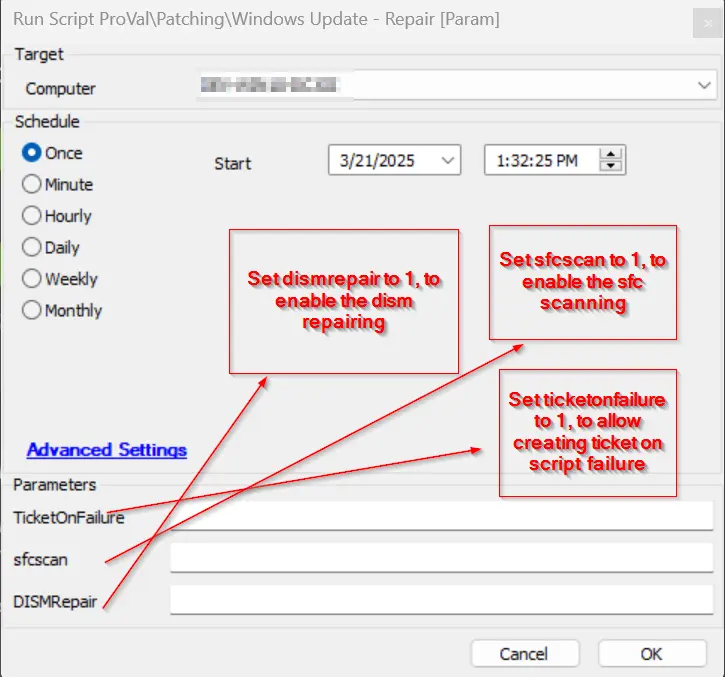 Run Script ProVal\Patching\Windows Update - Repair [Param]
Target
Computer
Schedule
Once
Start
3/21/2025
1:32:25 PM
Minute
Hourly
Daily
Weekly
Monthly
Set dismrepair to 1, to
enable the dism
repairing
Set sfcscan to 1, to
enable the sfc
scanning
Set ticketonfailure
to 1, to allow
creating ticket on
script failure
Advanced Settings
Parameters
TicketOnFailure
sfcscan
DISMRepair
Cancel
OK